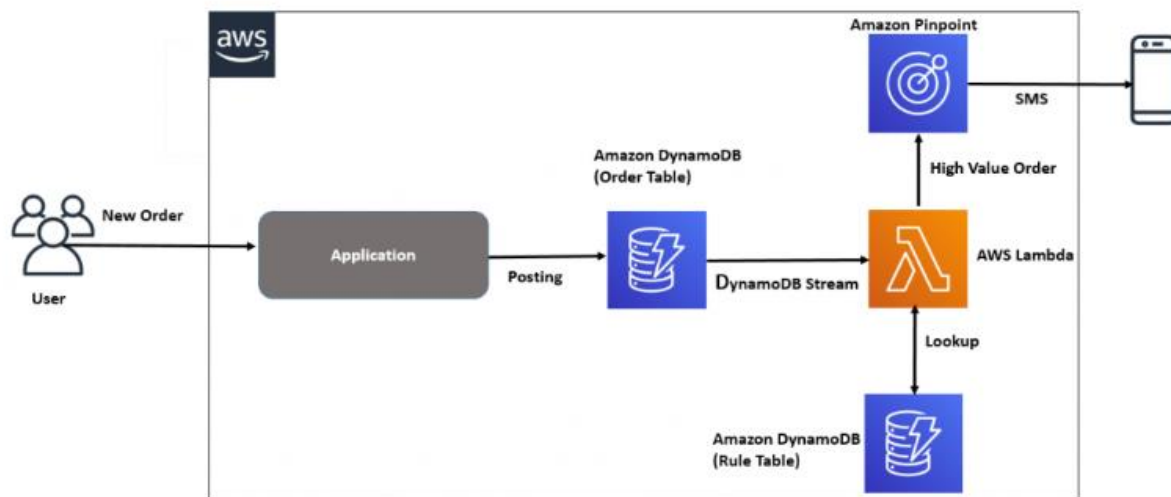 aws
Amazon Pinpoint
SMS
Amazon DynamoDB
(Order Table)
High Value Order
New Order
Application
AWS Lambda
Posting
DynamoDB Stream
User
Lookup
Amazon DynamoDB
(Rule Table)